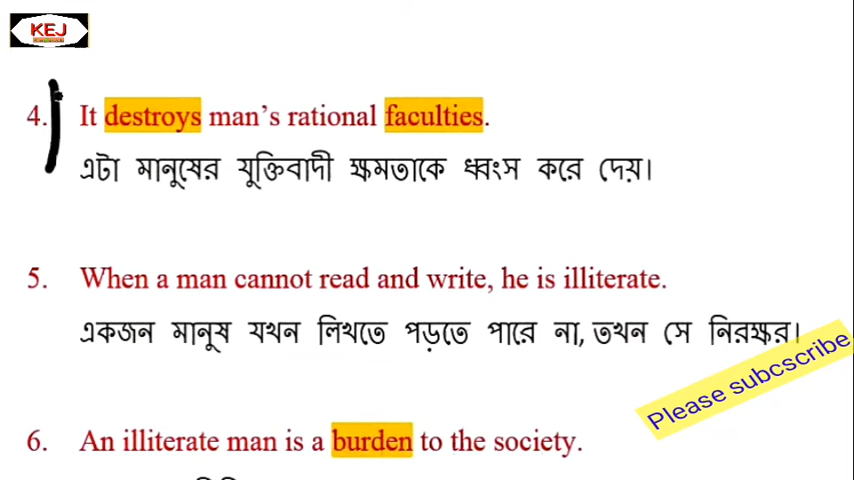 KEJ
4. It destroys man's rational faculties.
এটা মানুষের যুক্তিবাদী ক্ষমতাকে ধ্বংস করে দেয়।
5. When a man cannot read and write, he is illiterate.
একজন মানুষ যখন লিখতে পড়তে পারে না, তখন সে নিরক্ষর।
Please subcscribe
6. An illiterate man is a burden to the society.